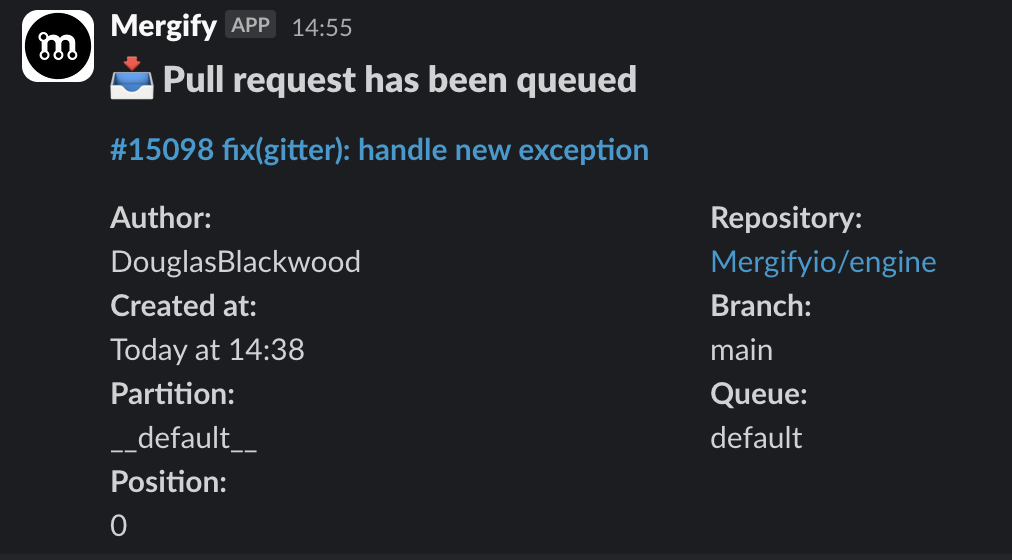 Mergify APP 14:55
Pull request has been queued
#15098 fix(gitter): handle new exception
Author:
DouglasBlackwood
Created at:
Today at 14:38
Partition:
__default__
Position:
0
Repository:
Mergifyio/engine
Branch:
main
Queue:
default